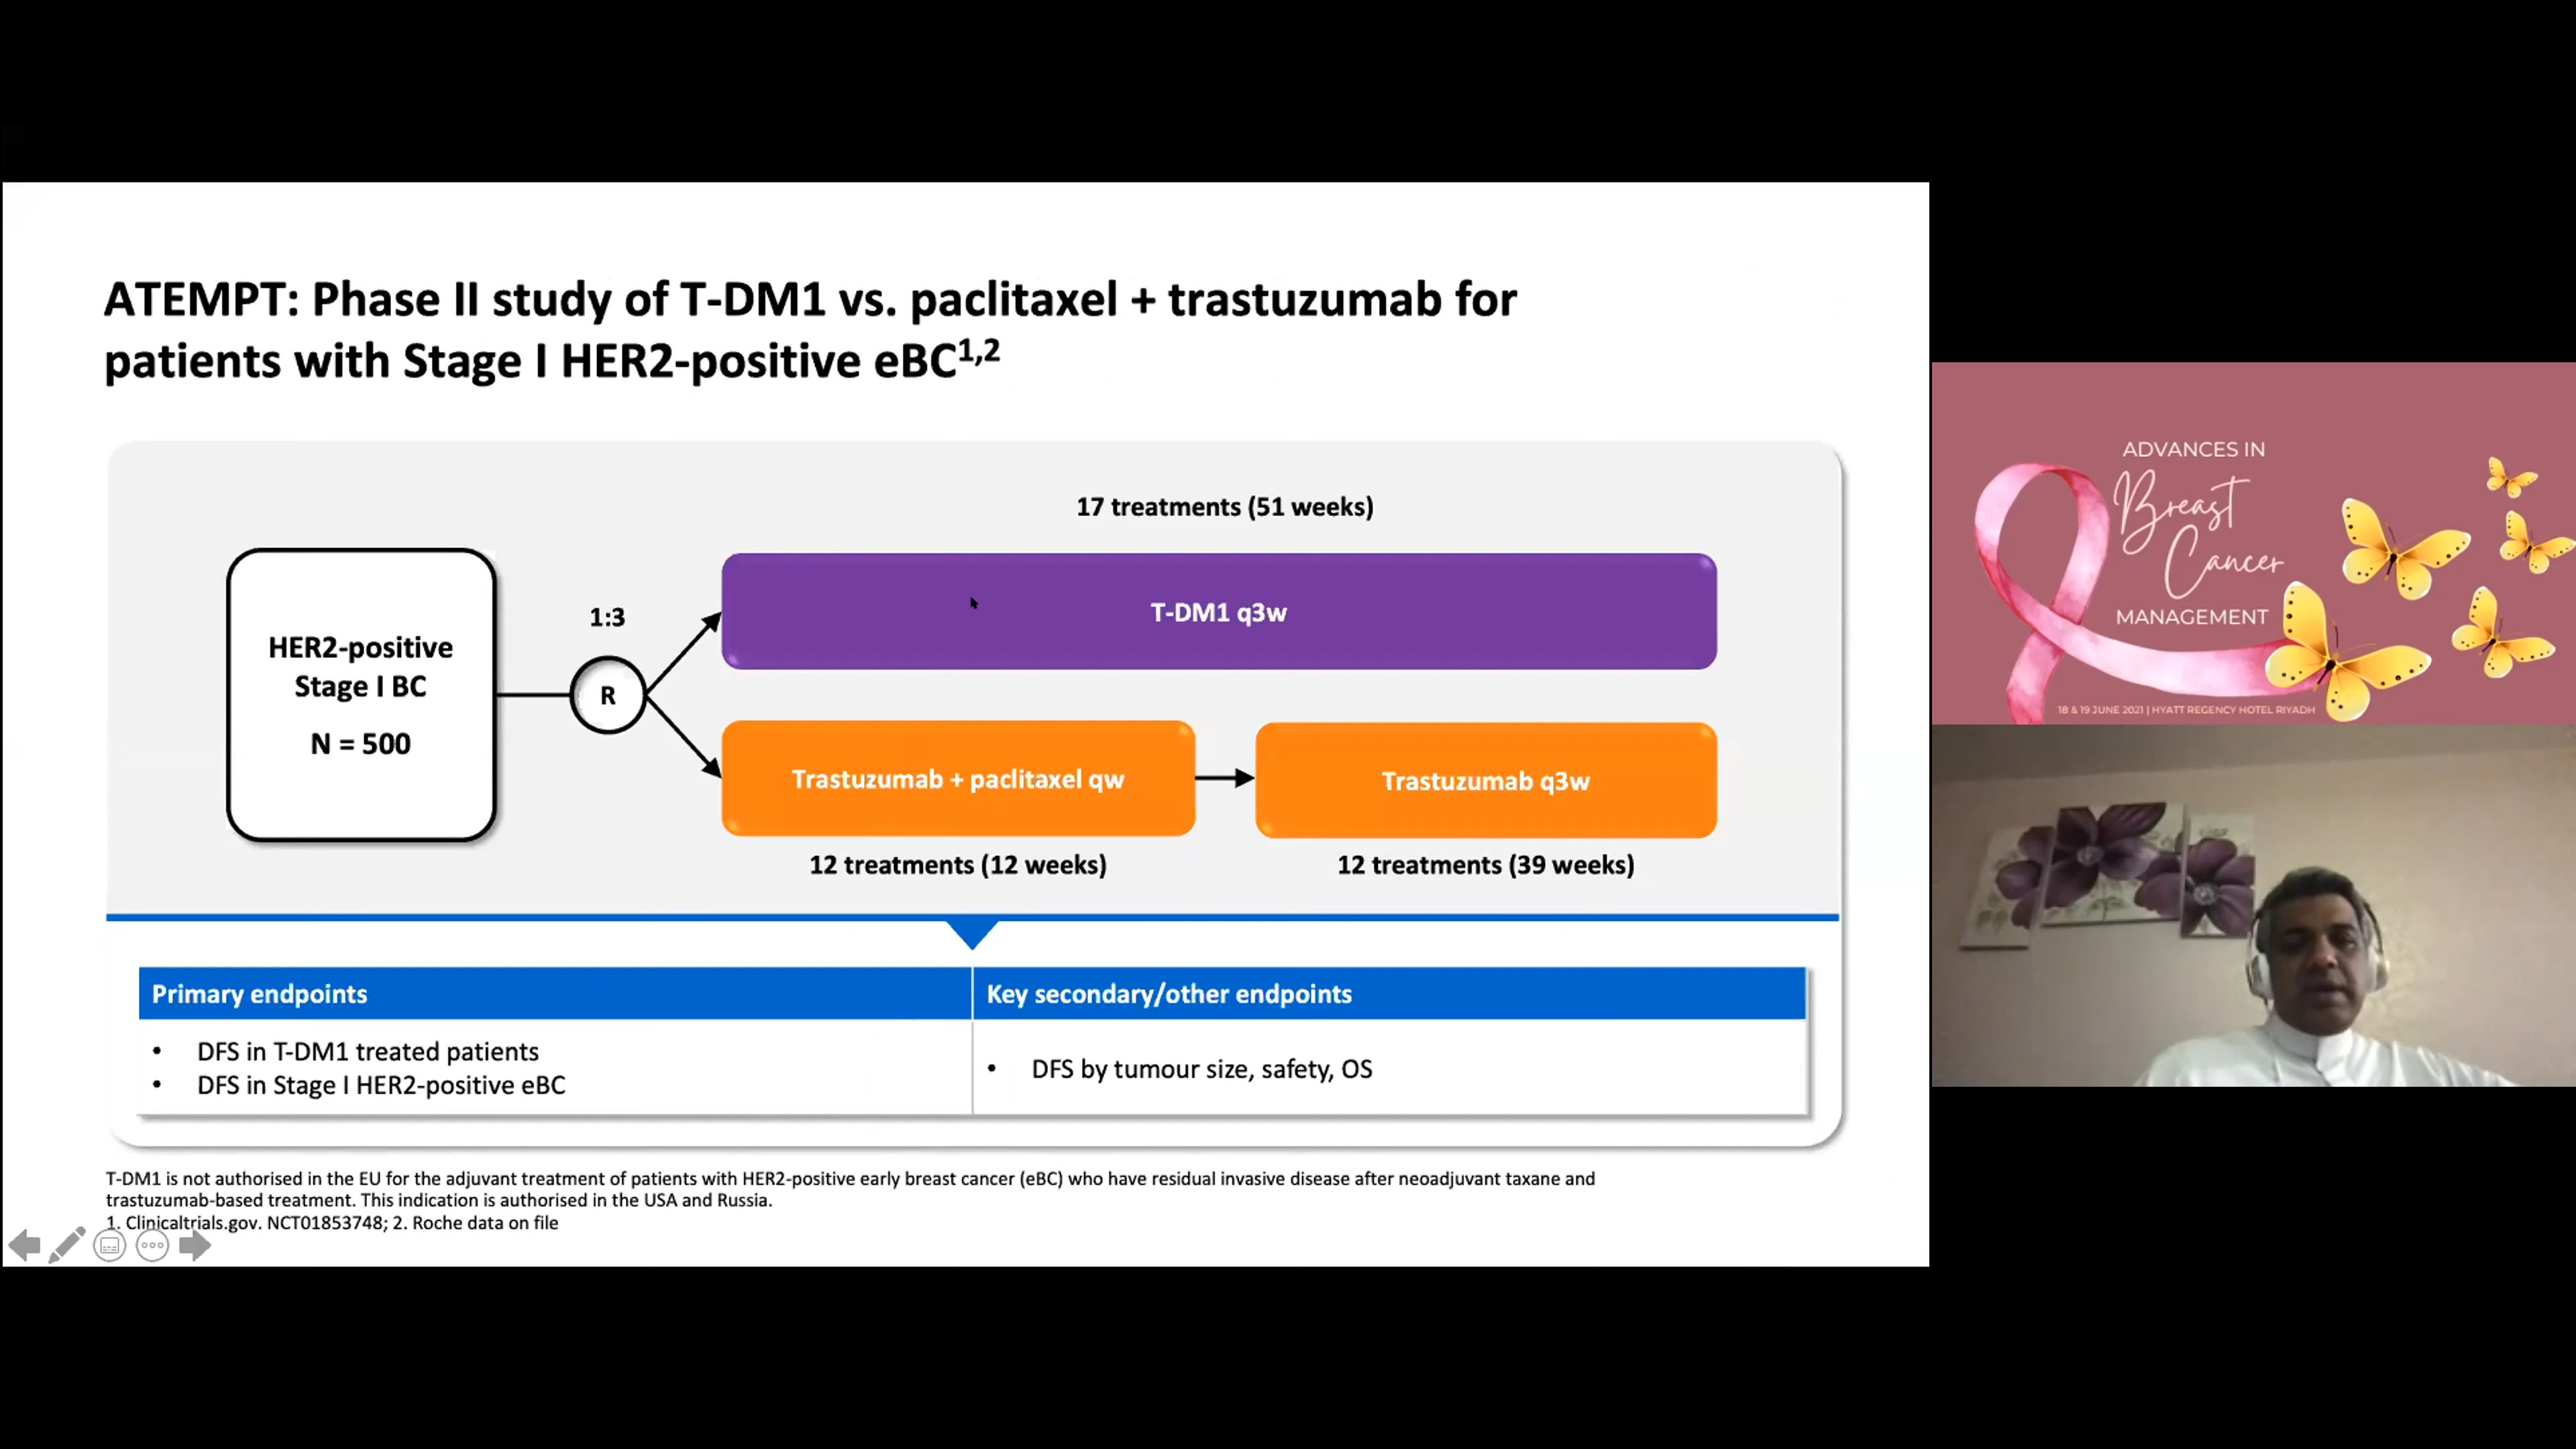 ATEMPT: Phase II study of T-DM1 vs. paclitaxel + trastuzumab for
patients with Stage I HER2-positive eBC1,2
17 treatments (51 weeks)
HER2-positive
Stage I BC
N = 500
1:3
R
T-DM1 q3w
Trastuzumab + paclitaxel qw
Trastuzumab q3w
12 treatments (12 weeks)
12 treatments (39 weeks)
Primary endpoints
• DFS in T-DM1 treated patients
• DFS in Stage I HER2-positive eBC
Key secondary/other endpoints
• DFS by tumour size, safety, OS
T-DM1 is not authorised in the EU for the adjuvant treatment of patients with HER2-positive early breast cancer (eBC) who have residual invasive disease after neoadjuvant taxane and
trastuzumab-based treatment. This indication is authorised in the USA and Russia.
1. Clinicaltrials.gov. NCT01853748; 2. Roche data on file
ADVANCES IN
Breast
Cancer
MANAGEMENT
18 & 19 JUNE 2021 | HYATT REGENCY HOTEL RIYADH